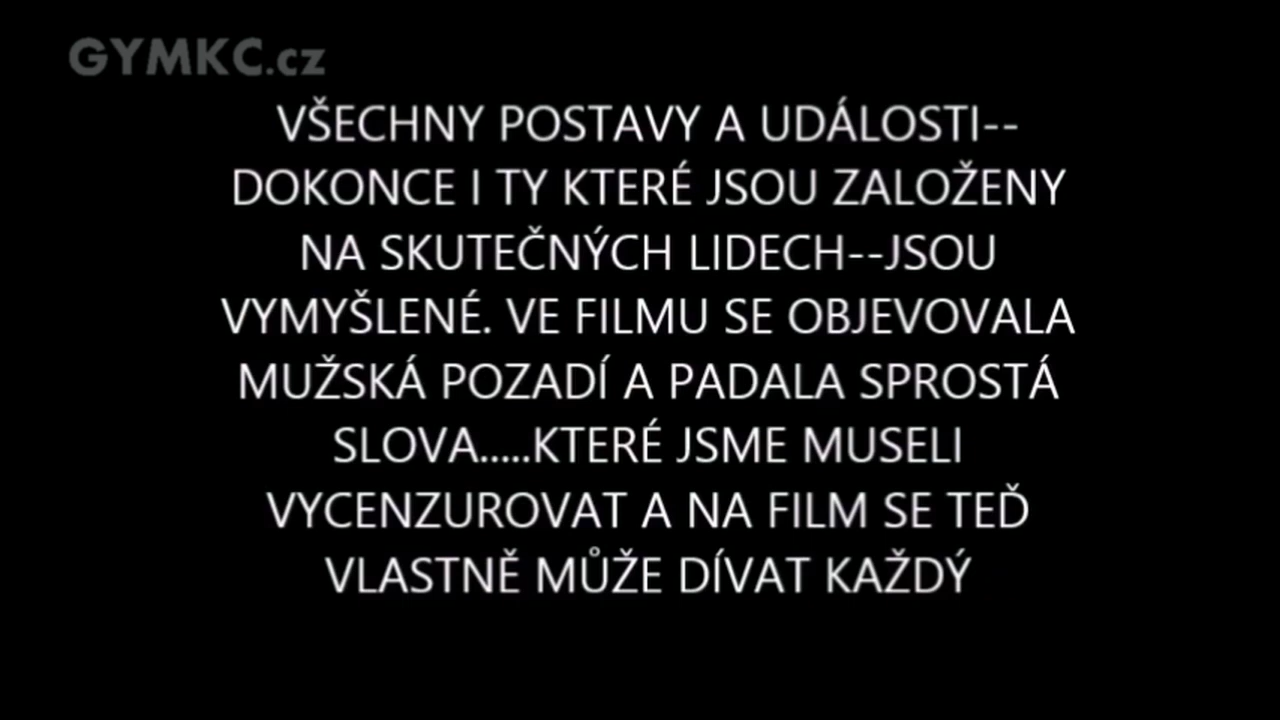 GYMKC.cz
VŠECHNY POSTAVY A UDÁLOSTI--
DOKONCE I TY KTERÉ JSOU ZALOŽENY
NA SKUTEČNÝCH LIDECH--JSOU
VYMYŠLENÉ. VE FILMU SE OBJEVOVALA
MUŽSKÁ POZADÍ A PADALA SPROSTÁ
SLOVA.....KTERÉ JSME MUSELI
VYCENZUROVAT A NA FILM SE TEĎ
VLASTNĚ MŮŽE DÍVAT KAŽDÝ